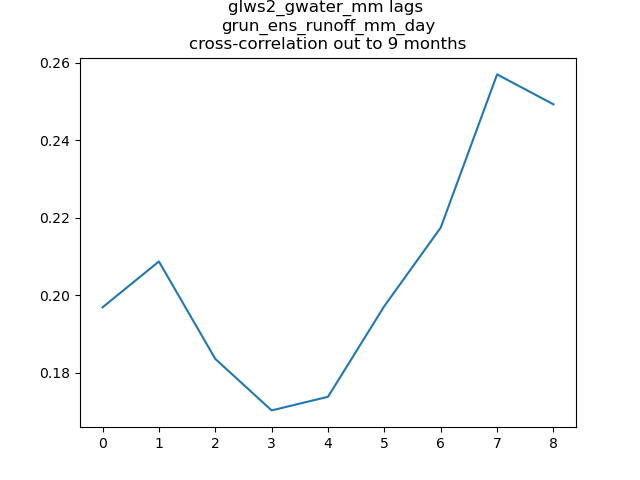 glws2_gwater_mm lags
grun_ens_runoff_mm_day
cross-correlation out to 9 months
0.26
0.24
0.22
0.20
0.18
0 1 2 3 4 5 6 7 8